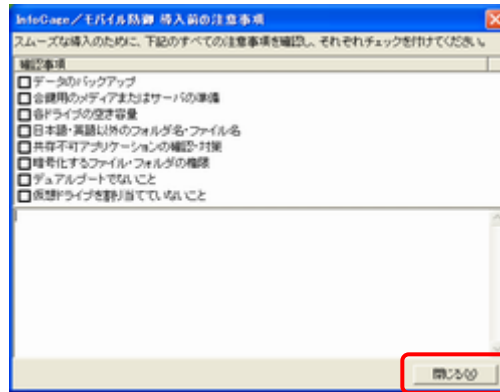 InfoCage／モバイル防御 導入前の注意事項
スムーズな導入のために、下記のすべての注意事項を確認し、それぞれチェックを付けてください。
確認事項
データのバックアップ
合鍵用のメディアまたはサーバの準備
各ドライブの空き容量
日本語・英語以外のフォルダ名・ファイル名
共存不可アプリケーションの確認・対策
暗号化するファイル・フォルダの権限
デュアルブートでないこと
仮想ドライブを割り当てていないこと
閉じる(X)